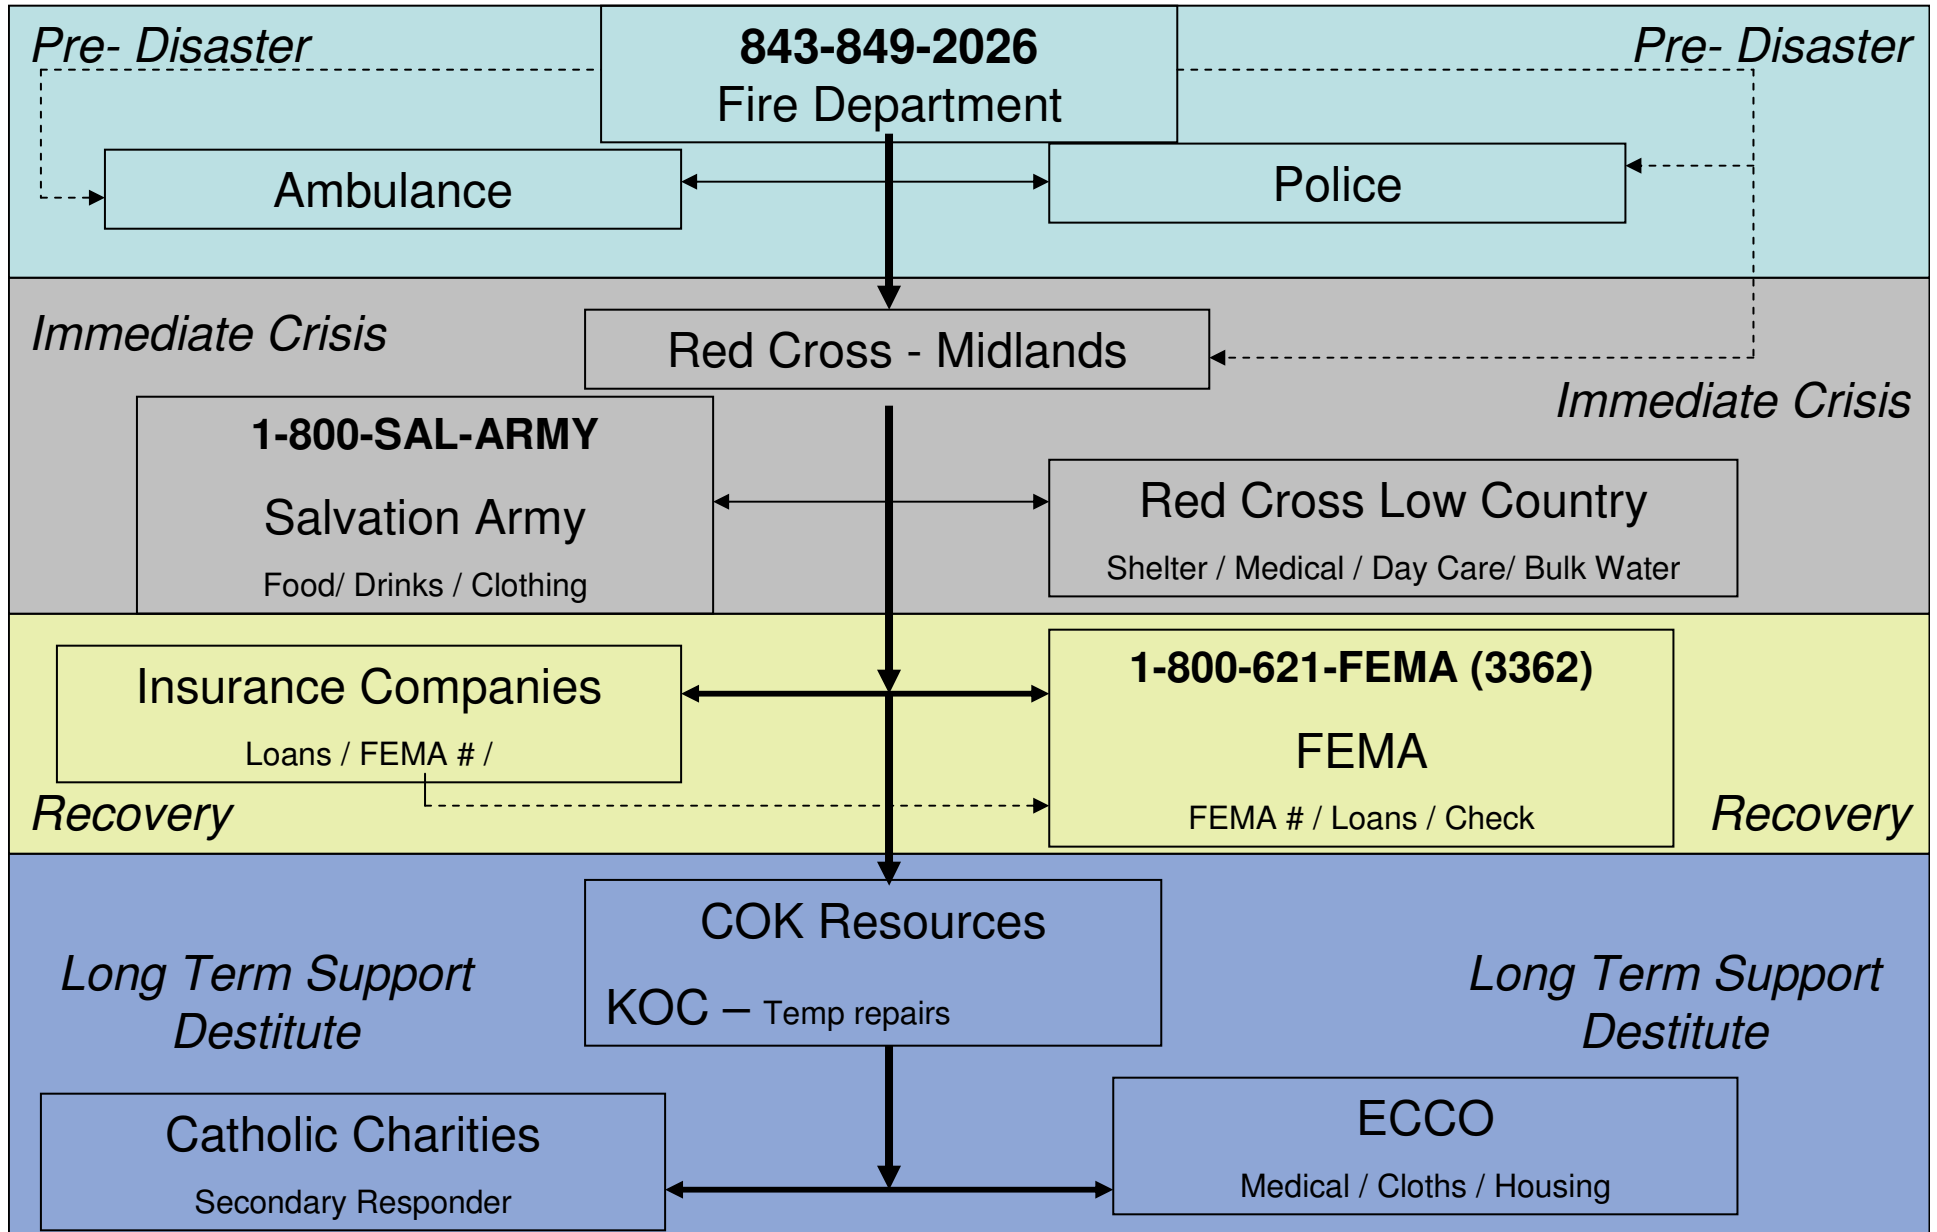 Pre- Disaster
843-849-2026
Pre- Disaster
Fire Department
Ambulance
Police
Immediate Crisis
Red Cross - Midlands
Immediate Crisis
1-800-SAL-ARMY
Salvation Army
Food/ Drinks / Clothing
Red Cross Low Country
Shelter / Medical / Day Care/ Bulk Water
Insurance Companies
Loans / FEMA # /
1-800-621-FEMA (3362)
FEMA
FEMA # / Loans / Check
Recovery
Recovery
COK Resources
KOC – Temp repairs
Long Term Support
Destitute
Long Term Support
Destitute
Catholic Charities
Secondary Responder
ECCO
Medical / Cloths / Housing